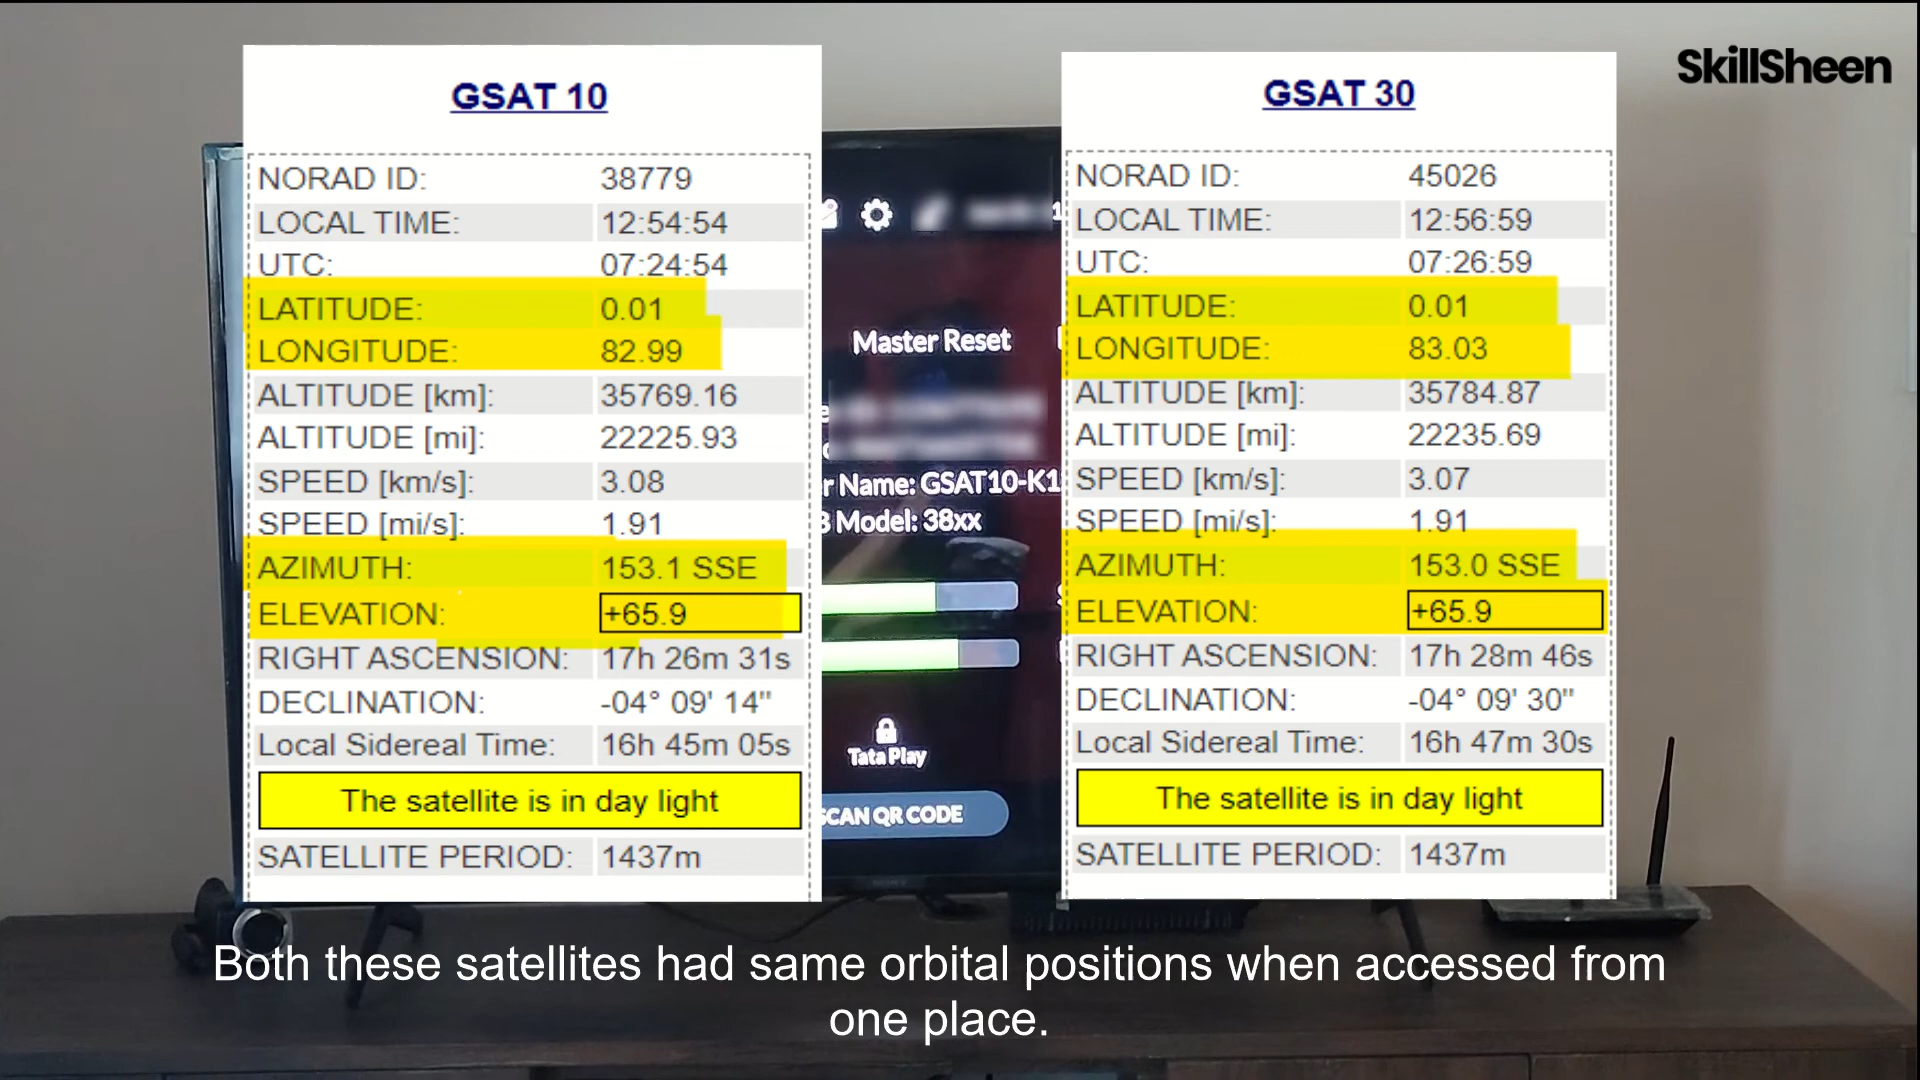 SkillSheen
GSAT 10
NORAD ID: 38779
LOCAL TIME: 12:54:54
UTC: 07:24:54
LATITUDE: 0.01
LONGITUDE: 82.99
ALTITUDE [km]: 35769.16
ALTITUDE [mi]: 22225.93
SPEED [km/s]: 3.08
SPEED [mi/s]: 1.91
AZIMUTH: 153.1 SSE
ELEVATION: +65.9
RIGHT ASCENSION: 17h 26m 31s
DECLINATION: -04° 09' 14"
Local Sidereal Time: 16h 45m 05s
The satellite is in day light
SATELLITE PERIOD: 1437m
Master Reset
r Name: GSAT10-K1
B Model: 38xx
Tata Play
SCAN QR CODE
GSAT 30
NORAD ID: 45026
LOCAL TIME: 12:56:59
UTC: 07:26:59
LATITUDE: 0.01
LONGITUDE: 83.03
ALTITUDE [km]: 35784.87
ALTITUDE [mi]: 22235.69
SPEED [km/s]: 3.07
SPEED [mi/s]: 1.91
AZIMUTH: 153.0 SSE
ELEVATION: +65.9
RIGHT ASCENSION: 17h 28m 46s
DECLINATION: -04° 09' 30"
Local Sidereal Time: 16h 47m 30s
The satellite is in day light
SATELLITE PERIOD: 1437m
Both these satellites had same orbital positions when accessed from
one place.